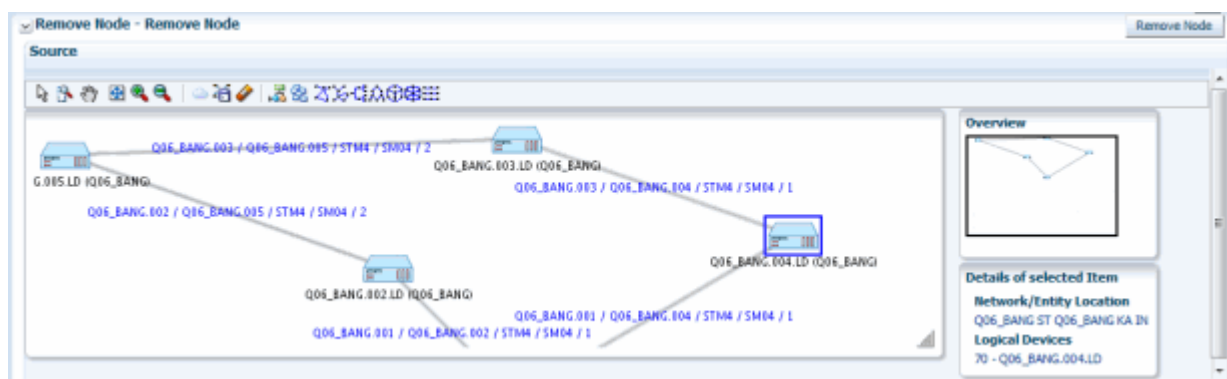 Remove Node - Remove Node
Remove Node
Source
Q06_BANG.003 / Q06_BANG.005 / STM4 / SM04 / 2
Q06_BANG.003.LD (Q06_BANG)
G.005.LD (Q06_BANG)
Q06_BANG.003 / Q06_BANG.004 / STM4 / SM04 / 1
Q06_BANG.002 / Q06_BANG.005 / STM4 / SM04 / 2
Q06_BANG.004.LD (Q06_BANG)
Q06_BANG.002.LD (Q06_BANG)
Q06_BANG.001 / Q06_BANG.004 / STM4 / SM04 / 1
Q06_BANG.001 / Q06_BANG.002 / STM4 / SM04 / 1
Overview
Details of selected Item
Network/Entity Location
Q06_BANG ST Q06_BANG KA IN
Logical Devices
70 - Q06_BANG.004.LD